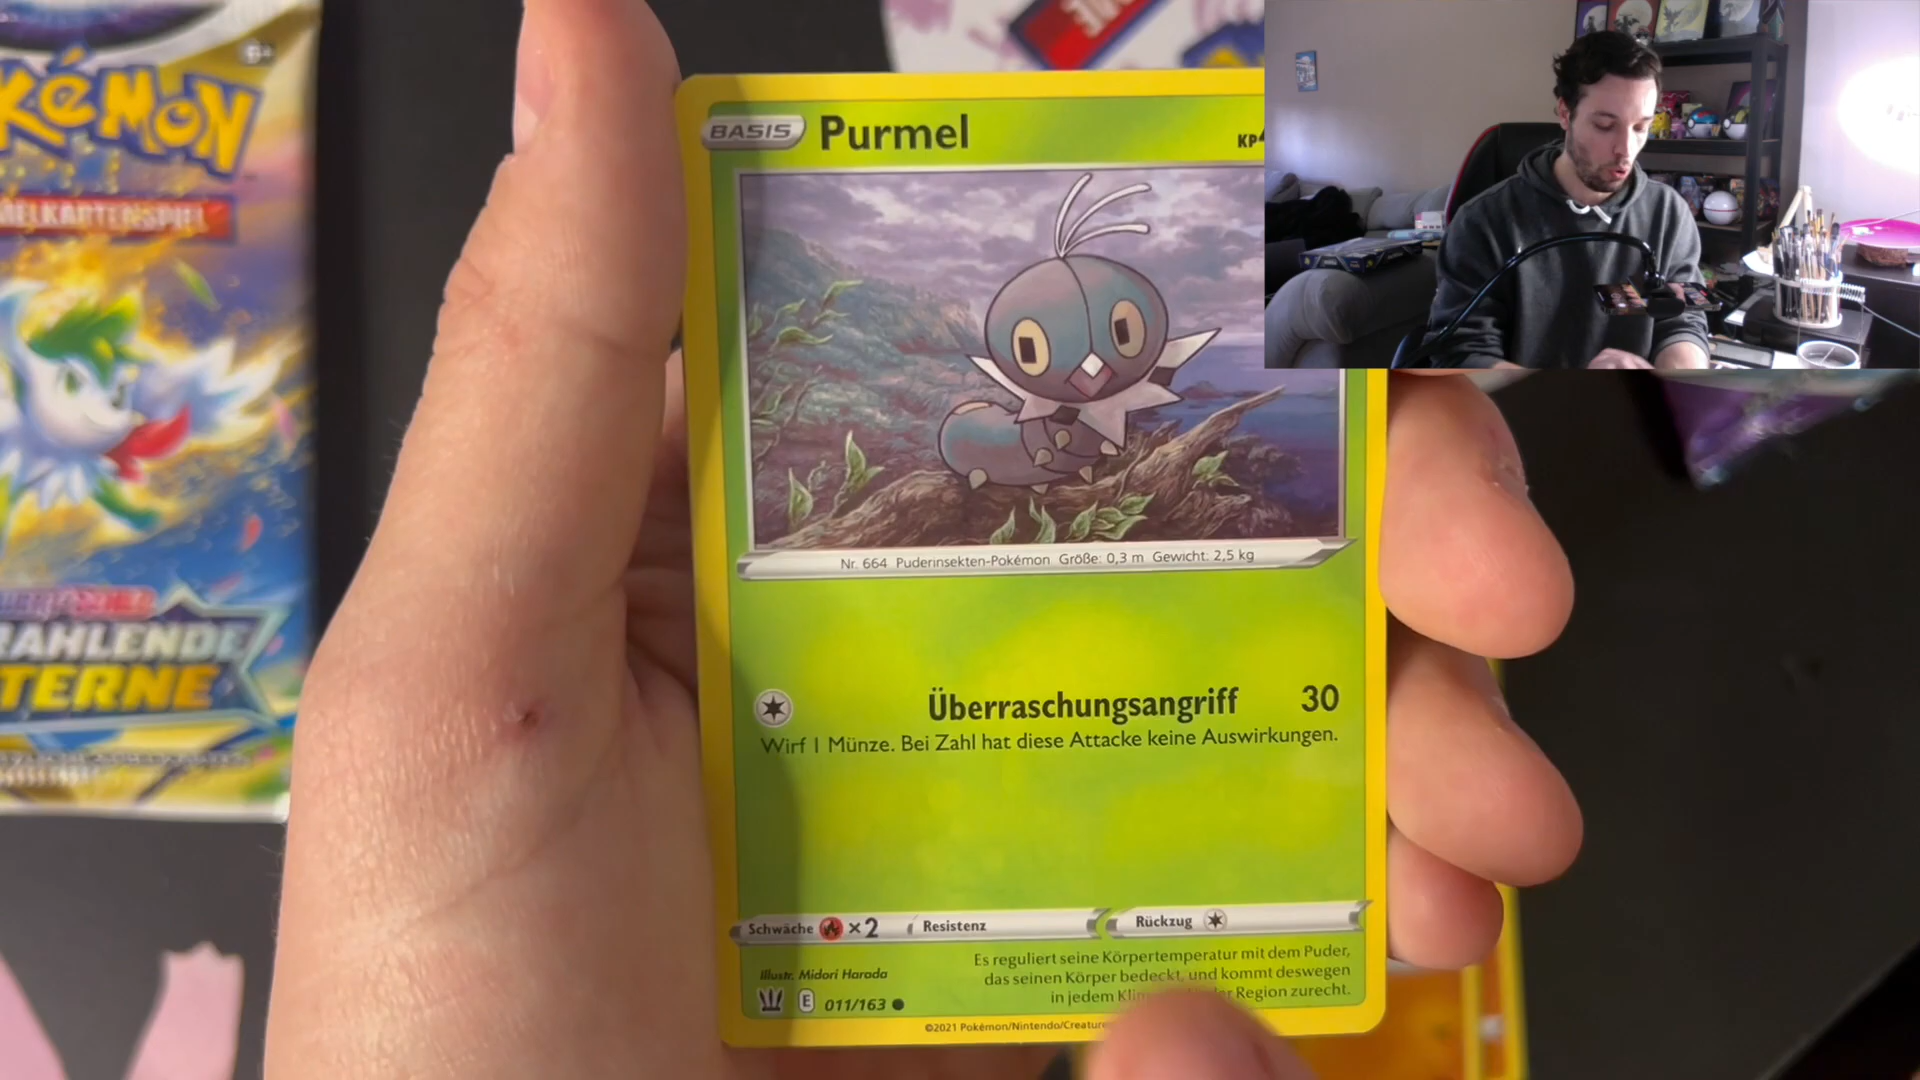 BASIS Purmel KP
Nr. 664 Puderinsekten-Pokémon Größe: 0,3 m Gewicht: 2,5 kg
Überraschungsangriff 30
Wirf 1 Münze. Bei Zahl hat diese Attacke keine Auswirkungen.
Schwäche ×2 Resistenz Rückzug
Es reguliert seine Körpertemperatur mit dem Puder,
das seinen Körper bedeckt, und kommt deswegen
in jedem Region zurecht.
Illustr. Midori Harada
E 011/163
©2021 Pokémon/Nintendo/Creature
KÉMON
MELKARTENSPIEL
RAHLENDE
TERNE